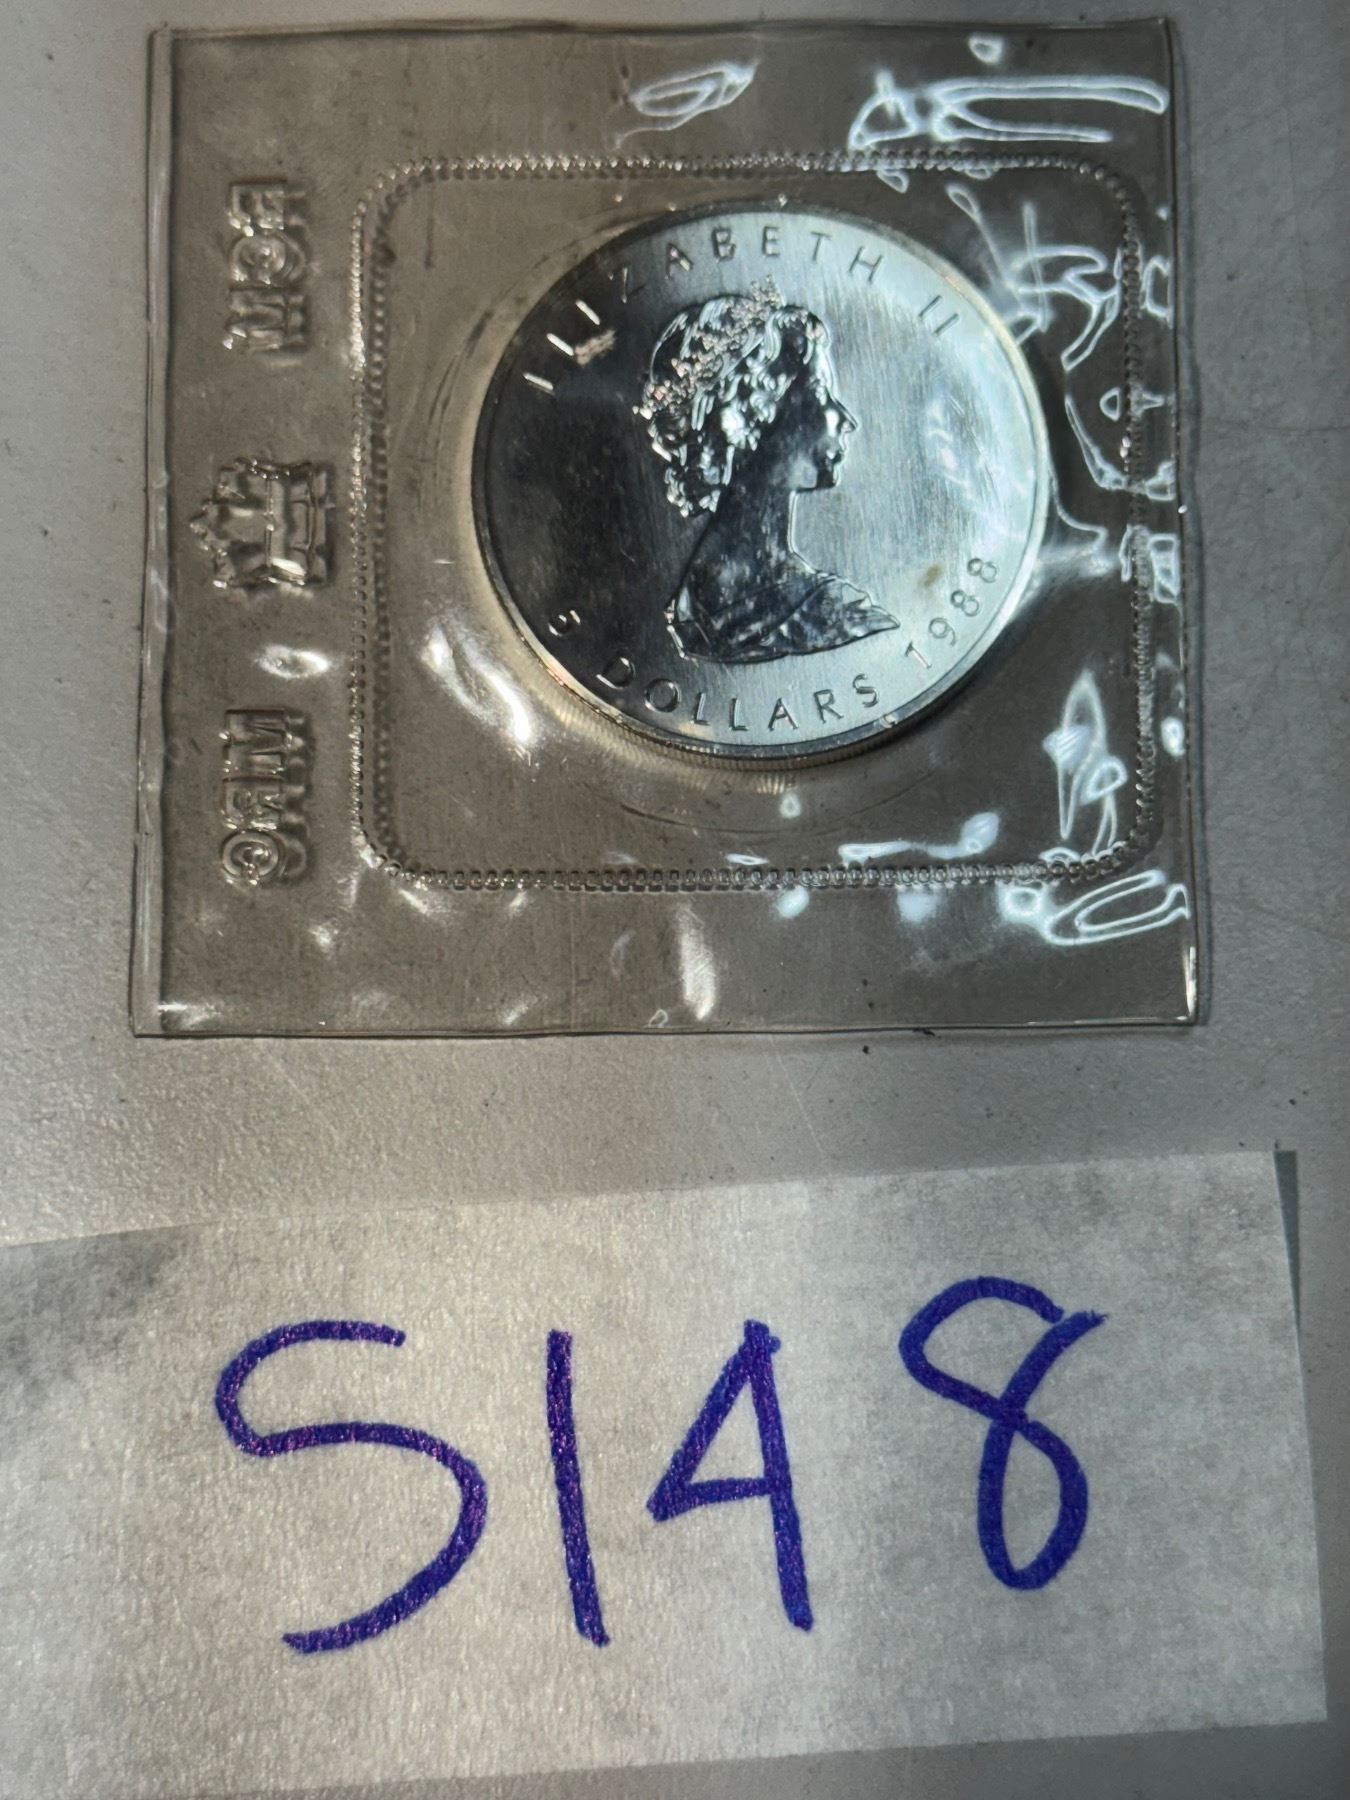 ELIZABETH II
5 DOLLARS 1988
RCM
MRC
S148